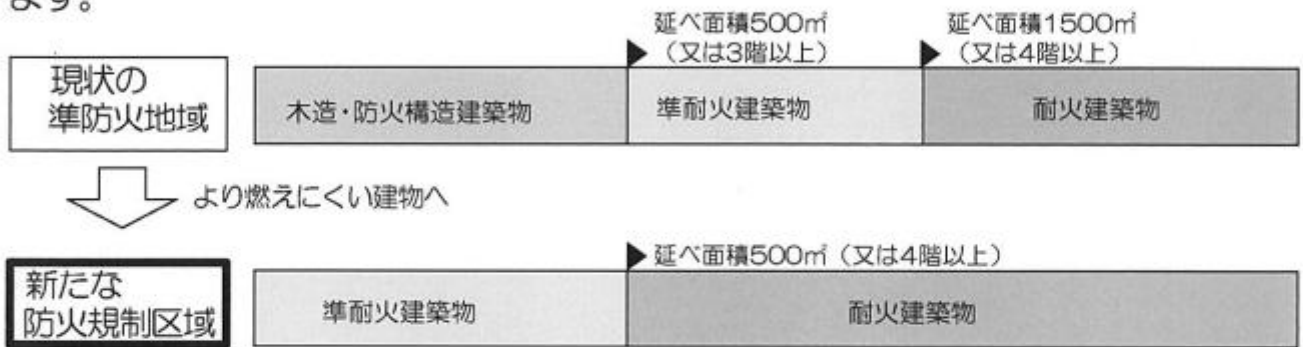 ます。
延べ面積500㎡
(又は3階以上)
延べ面積1500㎡
(又は4階以上)
現状の
準防火地域
木造・防火構造建築物
準耐火建築物
耐火建築物
より燃えにくい建物へ
延べ面積500㎡(又は4階以上)
新たな
防火規制区域
準耐火建築物
耐火建築物